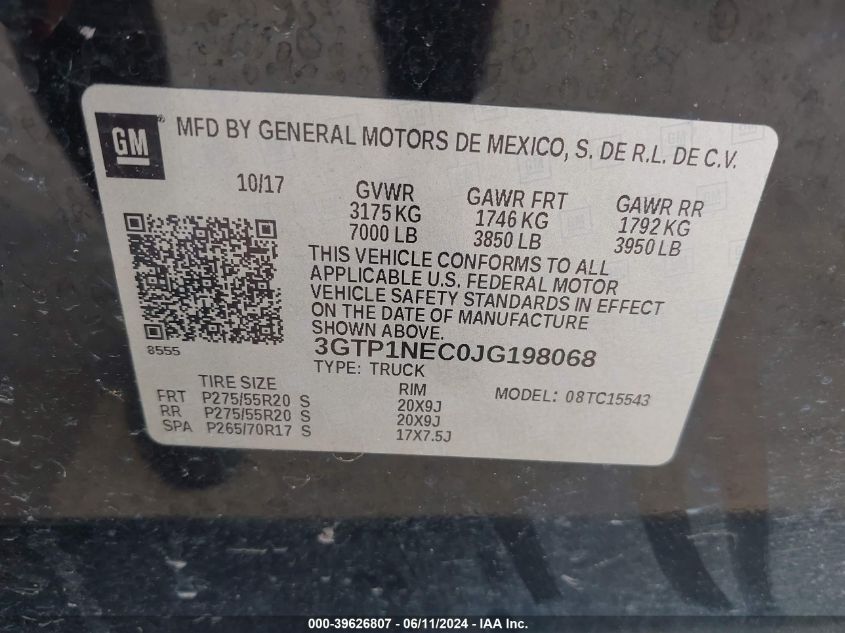 GM
MFD BY GENERAL MOTORS DE MEXICO, S. DE R.L. DE C.V.
10/17
GVWR GAWR FRT GAWR RR
3175 KG 1746 KG 1792 KG
7000 LB 3850 LB 3950 LB
THIS VEHICLE CONFORMS TO ALL
APPLICABLE U.S. FEDERAL MOTOR
VEHICLE SAFETY STANDARDS IN EFFECT
ON THE DATE OF MANUFACTURE
SHOWN ABOVE.
8555
3GTP1NEC0JG198068
TYPE: TRUCK
TIRE SIZE RIM MODEL: 08TC15543
FRT P275/55R20 S 20X9J
RR P275/55R20 S 20X9J
SPA P265/70R17 S 17X7.5J
000-39626807 - 06/11/2024 - IAA Inc.